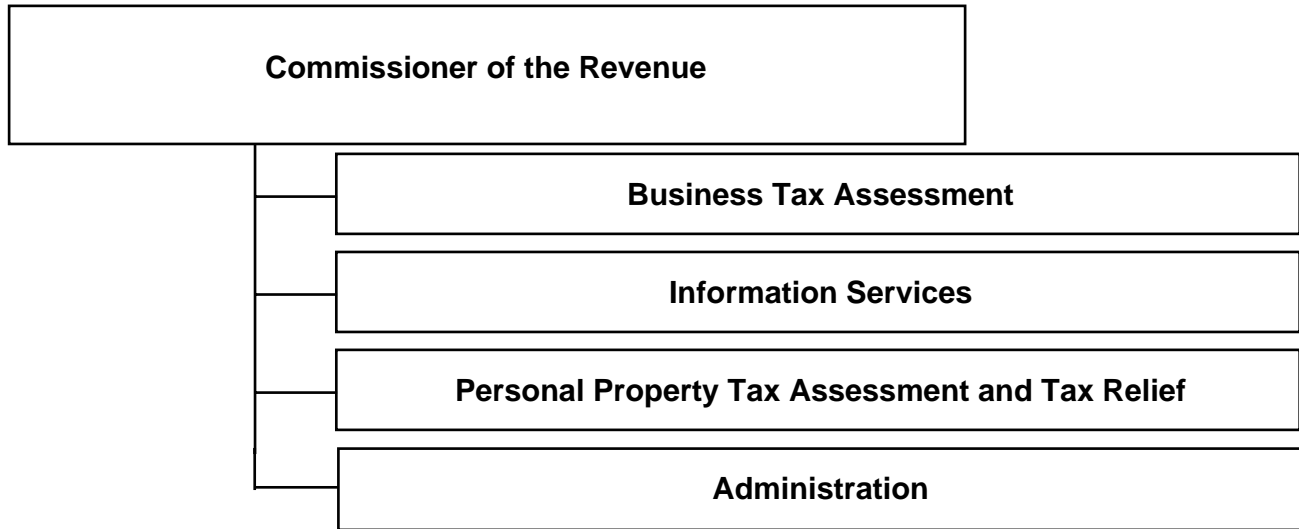 Commissioner of the Revenue
Business Tax Assessment
Information Services
Personal Property Tax Assessment and Tax Relief
Administration